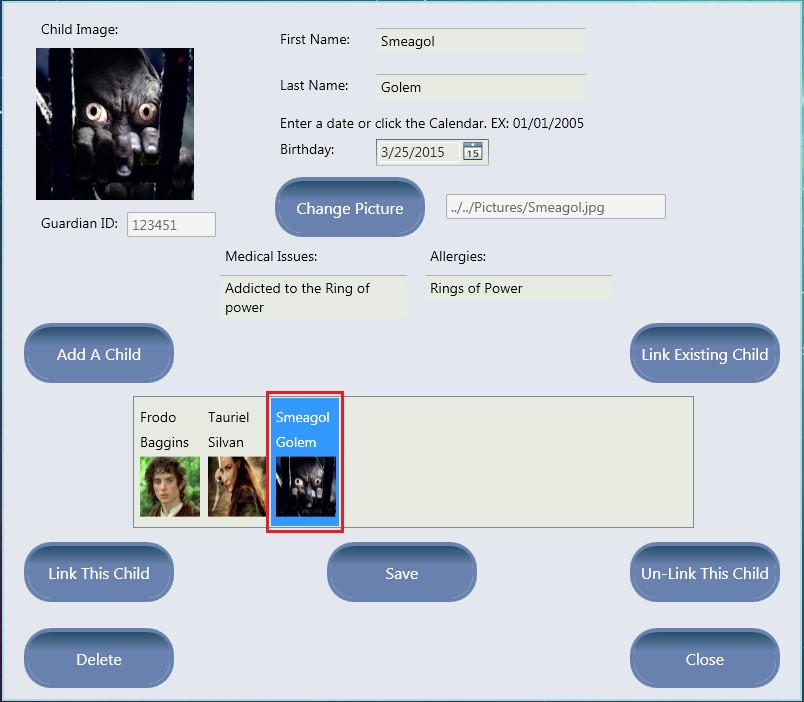 Child Image:
First Name: Smeagol
Last Name: Golem
Enter a date or click the Calendar. EX: 01/01/2005
Birthday: 3/25/2015 15
Change Picture ../../Pictures/Smeagol.jpg
Guardian ID: 123451
Medical Issues:
Addicted to the Ring of
power
Allergies:
Rings of Power
Add A Child
Link Existing Child
Frodo
Baggins
Tauriel
Silvan
Smeagol
Golem
Link This Child
Save
Un-Link This Child
Delete
Close